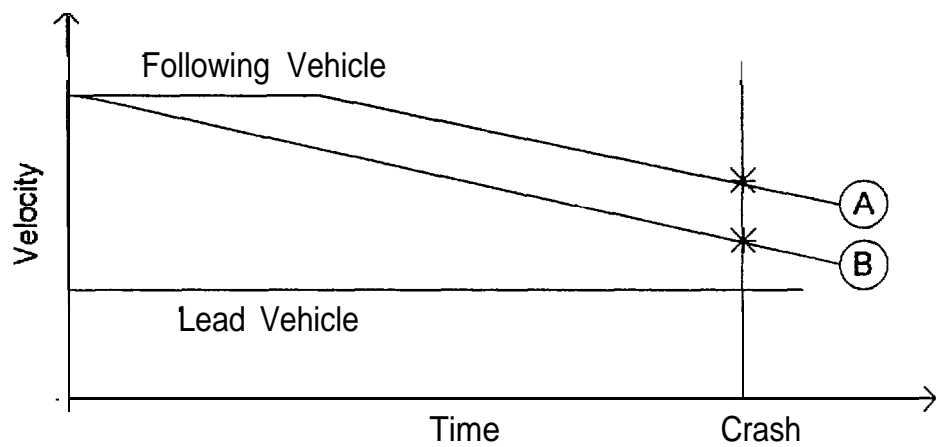 Following Vehicle
Velocity
A
B
Lead Vehicle
Time
Crash